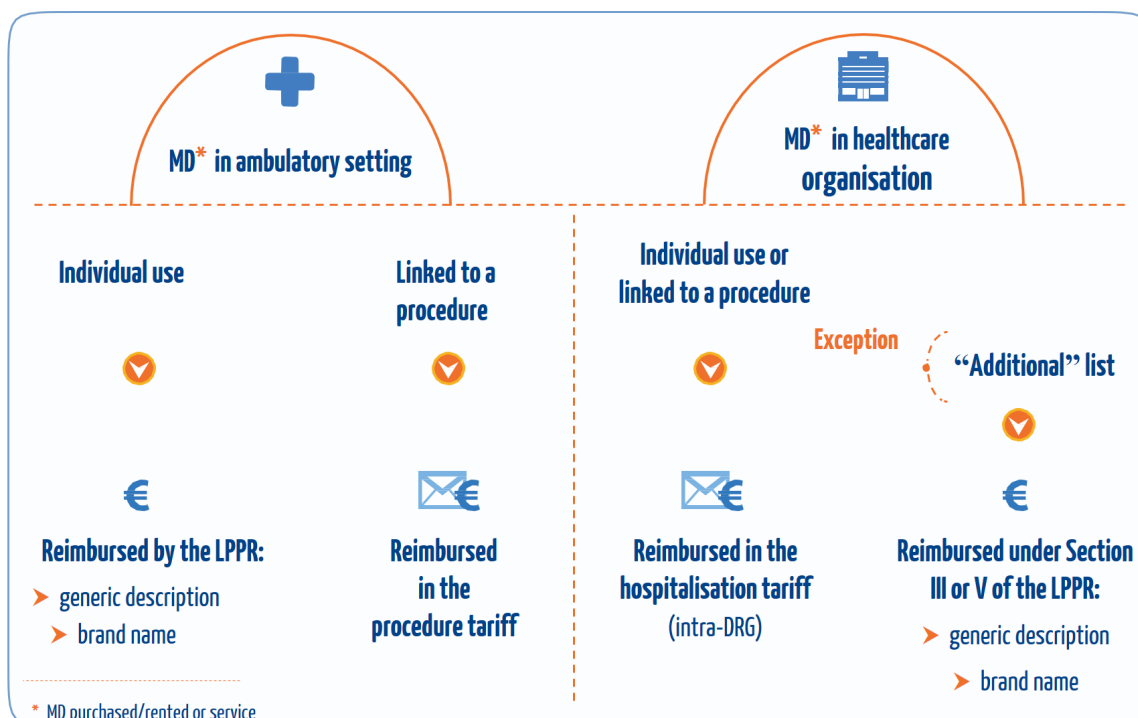 MD* in ambulatory setting
MD* in healthcare
organisation
Individual use
Linked to a
procedure
Individual use or
linked to a procedure
Exception
“Additional” list
€
Reimbursed by the LPPR:
generic description
brand name
€
Reimbursed
in the
procedure tariff
€
Reimbursed in the
hospitalisation tariff
(intra-DRG)
€
Reimbursed under Section
III or V of the LPPR:
generic description
brand name
* MD purchased/rented or service